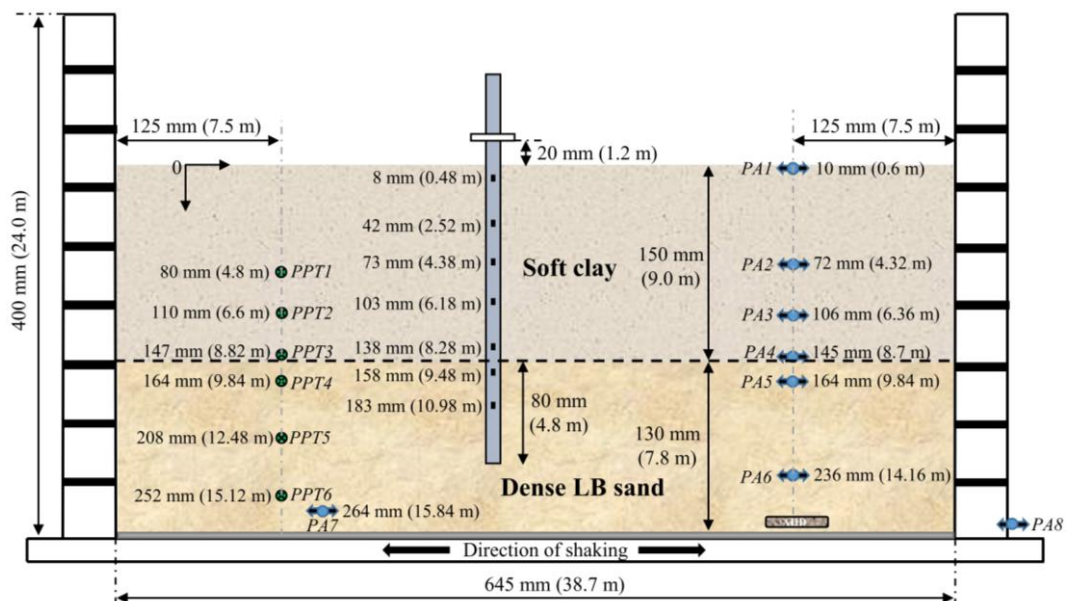 400 mm (24.0 m)
125 mm (7.5 m)
125 mm (7.5 m)
20 mm (1.2 m)
0
8 mm (0.48 m)
PA1
10 mm (0.6 m)
42 mm (2.52 m)
80 mm (4.8 m)
PPT1
73 mm (4.38 m)
Soft clay
150 mm
(9.0 m)
PA2
72 mm (4.32 m)
110 mm (6.6 m)
PPT2
103 mm (6.18 m)
PA3
106 mm (6.36 m)
147 mm (8.82 m)
PPT3
138 mm (8.28 m)
PA4
145 mm (8.7 m)
164 mm (9.84 m)
PPT4
158 mm (9.48 m)
PA5
164 mm (9.84 m)
183 mm (10.98 m)
80 mm
(4.8 m)
130 mm
(7.8 m)
208 mm (12.48 m)
PPT5
252 mm (15.12 m)
PPT6
Dense LB sand
PA6
236 mm (14.16 m)
264 mm (15.84 m)
PA7
PA8
Direction of shaking
645 mm (38.7 m)